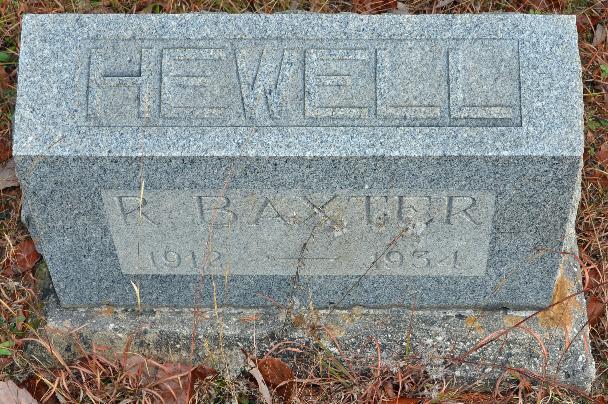 HEWELL
R. BAXTER
1912 — 1934